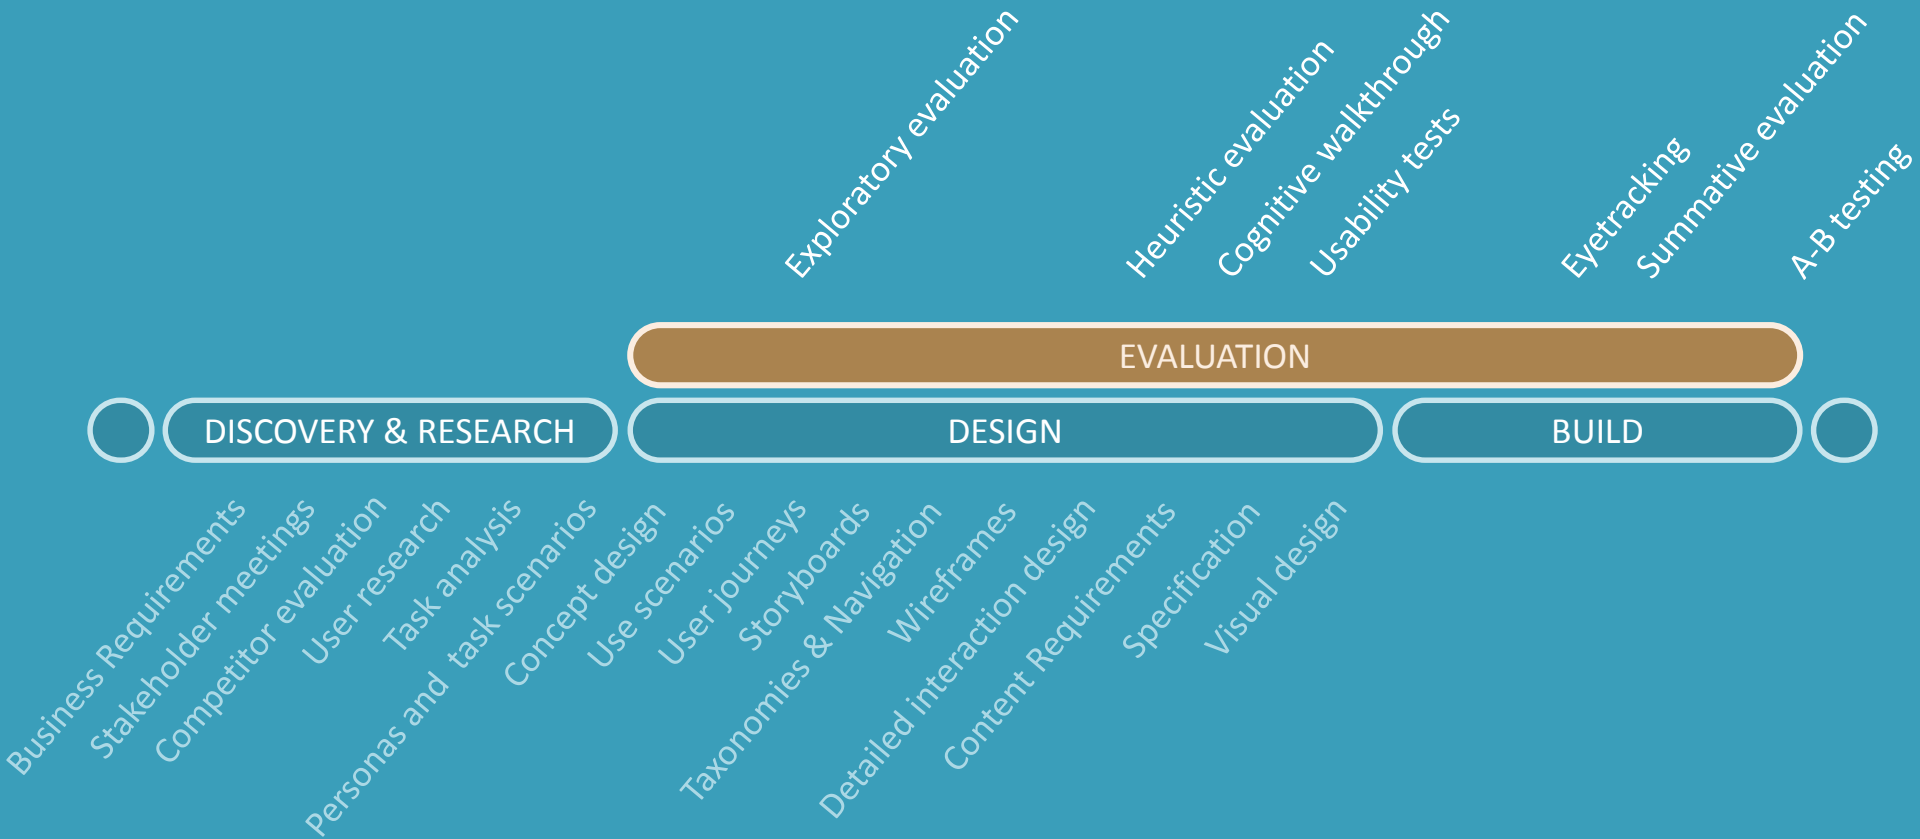 Exploratory evaluation
Heuristic evaluation
Cognitive walkthrough
Usability tests
Eyetracking
Summative evaluation
A-B testing
EVALUATION
DISCOVERY & RESEARCH
DESIGN
BUILD
Business Requirements
Stakeholder meetings
Competitor evaluation
User research
Task analysis
Personas and task scenarios
Concept design
Use scenarios
User journeys
Storyboards
Taxonomies & Navigation
Wireframes
Detailed interaction design
Content Requirements
Specification
Visual design